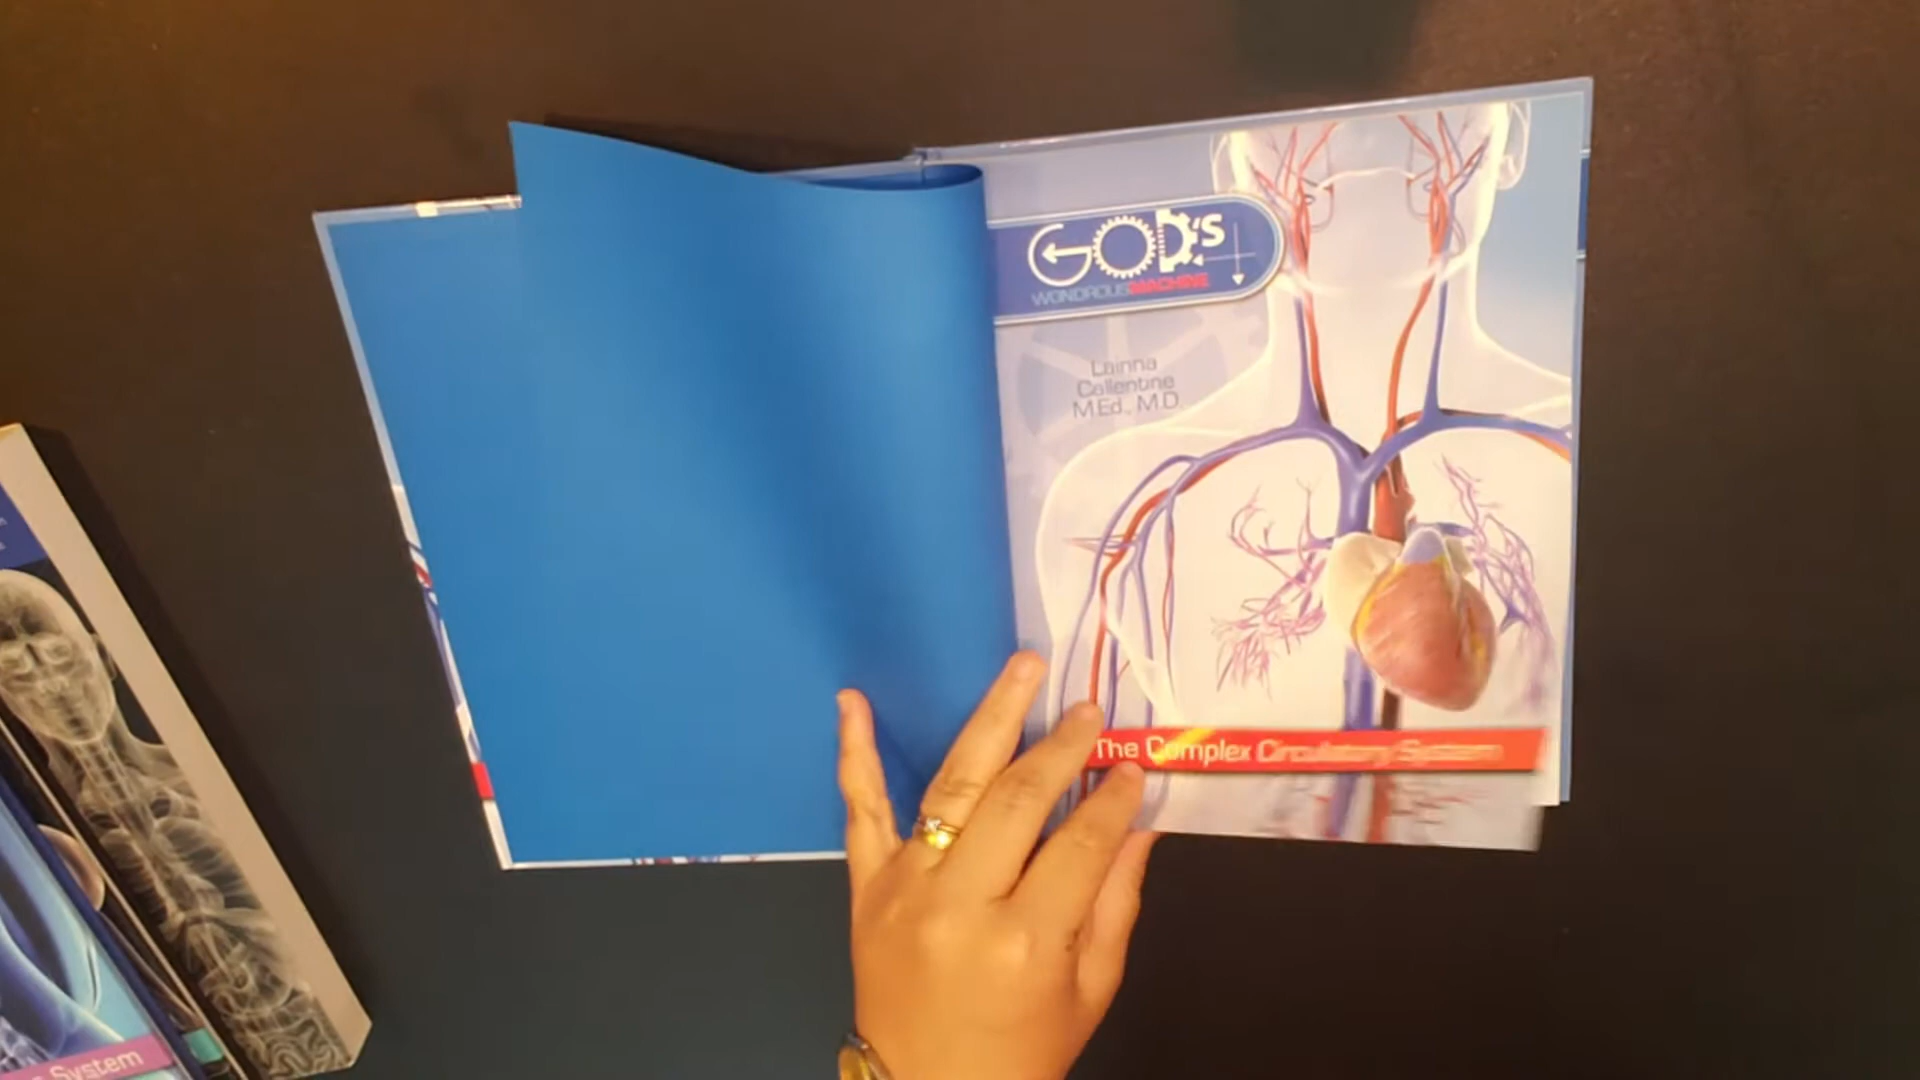 GOD'S
WONDROUS MACHINE
Lainna
Callentine
M.Ed., M.D.
The Complex Circulatory System
System